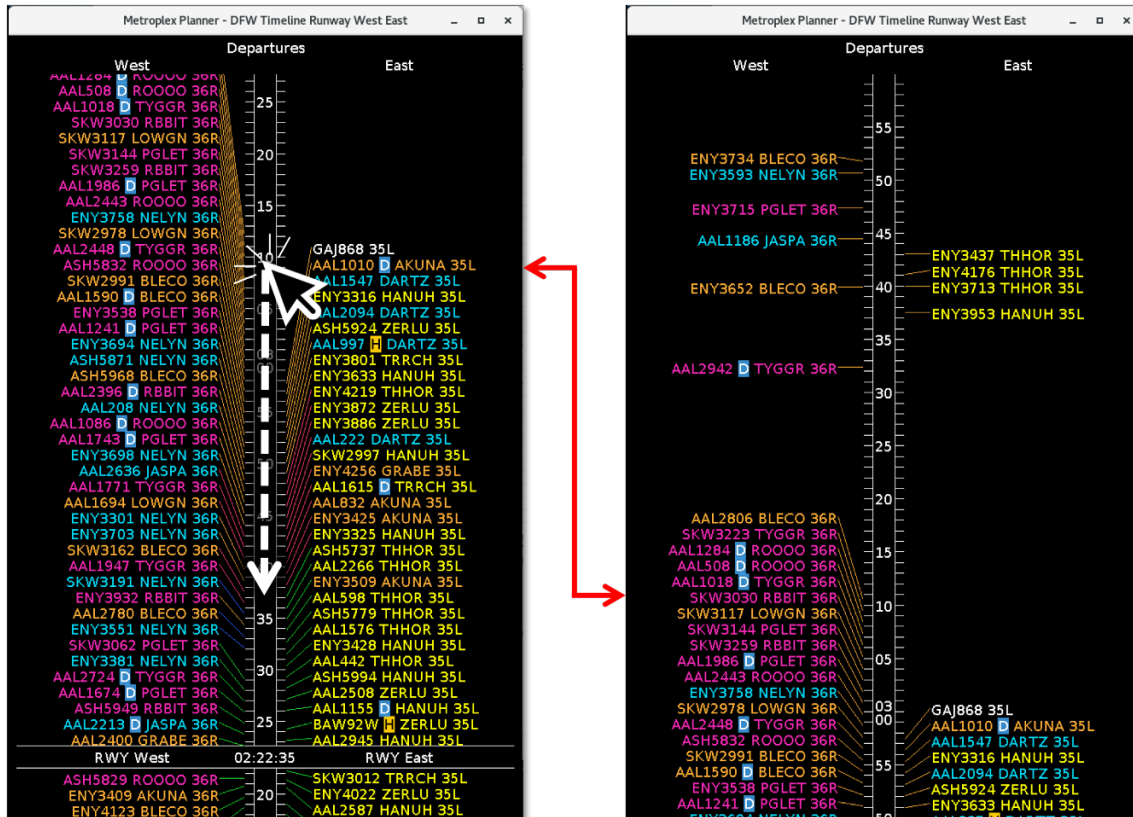 Metroplex Planner - DFW Timeline Runway West East
Departures
West
East
AAL1284 D ROOOO 36R
AAL508 D ROOOO 36R
AAL1018 D TYGGR 36R
SKW3030 RBBIT 36R
SKW3117 LOWGN 36R
SKW3144 PGLET 36R
SKW3259 RBBIT 36R
AAL1986 D PGLET 36R
AAL2443 ROOOO 36R
ENY3758 NELYN 36R
SKW2978 LOWGN 36R
AAL2448 D TYGGR 36R
ASH5832 ROOOO 36R
SKW2991 BLECO 36R
AAL1590 D BLECO 36R
ENY3538 PGLET 36R
AAL1241 D PGLET 36R
ENY3694 NELYN 36R
ASH5871 NELYN 36R
ASH5968 BLECO 36R
AAL2396 D RBBIT 36R
AAL208 NELYN 36R
AAL1086 D ROOOO 36R
AAL1743 D PGLET 36R
ENY3698 NELYN 36R
AAL2636 JASPA 36R
AAL1771 TYGGR 36R
AAL1694 LOWGN 36R
ENY3301 NELYN 36R
ENY3703 NELYN 36R
SKW3162 BLECO 36R
AAL1947 TYGGR 36R
SKW3191 NELYN 36R
ENY3932 RBBIT 36R
AAL2780 BLECO 36R
ENY3551 NELYN 36R
SKW3062 PGLET 36R
ENY3381 NELYN 36R
AAL2724 D TYGGR 36R
AAL1674 D PGLET 36R
ASH5949 RBBIT 36R
AAL2213 D JASPA 36R
AAL2400 GRABE 36R
25
20
15
10
35
30
25
GAJ868 35L
AAL1010 D AKUNA 35L
AAL1547 DARTZ 35L
ENY3316 HANUH 35L
AAL2094 DARTZ 35L
ASH5924 ZERLU 35L
AAL997 H DARTZ 35L
ENY3801 TRRCH 35L
ENY3633 HANUH 35L
ENY4219 THHOR 35L
ENY3872 ZERLU 35L
ENY3886 ZERLU 35L
AAL222 DARTZ 35L
SKW2997 HANUH 35L
ENY4256 GRABE 35L
AAL1615 D TRRCH 35L
AAL832 AKUNA 35L
ENY3425 AKUNA 35L
ENY3325 HANUH 35L
ASH5737 THHOR 35L
AAL2266 THHOR 35L
ENY3509 AKUNA 35L
AAL598 THHOR 35L
ASH5779 THHOR 35L
AAL1576 THHOR 35L
ENY3428 HANUH 35L
AAL442 THHOR 35L
ASH5994 HANUH 35L
AAL2508 ZERLU 35L
AAL1155 D HANUH 35L
BAW92W H ZERLU 35L
AAL2945 HANUH 35L
RWY West 02:22:35 RWY East
ASH5829 ROOOO 36R
ENY3409 AKUNA 36R
ENY4123 BLECO 36R
20
SKW3012 TRRCH 35L
ENY4022 ZERLU 35L
AAL2587 HANUH 35L
Metroplex Planner - DFW Timeline Runway West East
Departures
West
East
ENY3734 BLECO 36R
ENY3593 NELYN 36R
ENY3715 PGLET 36R
AAL1186 JASPA 36R
ENY3652 BLECO 36R
AAL2942 D TYGGR 36R
AAL2806 BLECO 36R
SKW3223 TYGGR 36R
AAL1284 D ROOOO 36R
AAL508 D ROOOO 36R
AAL1018 D TYGGR 36R
SKW3030 RBBIT 36R
SKW3117 LOWGN 36R
SKW3144 PGLET 36R
SKW3259 RBBIT 36R
AAL1986 D PGLET 36R
AAL2443 ROOOO 36R
ENY3758 NELYN 36R
SKW2978 LOWGN 36R
AAL2448 D TYGGR 36R
ASH5832 ROOOO 36R
SKW2991 BLECO 36R
AAL1590 D BLECO 36R
ENY3538 PGLET 36R
AAL1241 D PGLET 36R
55
50
45
40
35
30
25
20
15
10
05
03
00
55
50
ENY3437 THHOR 35L
ENY4176 THHOR 35L
ENY3713 THHOR 35L
ENY3953 HANUH 35L
GAJ868 35L
AAL1010 D AKUNA 35L
AAL1547 DARTZ 35L
ENY3316 HANUH 35L
AAL2094 DARTZ 35L
ASH5924 ZERLU 35L
ENY3633 HANUH 35L